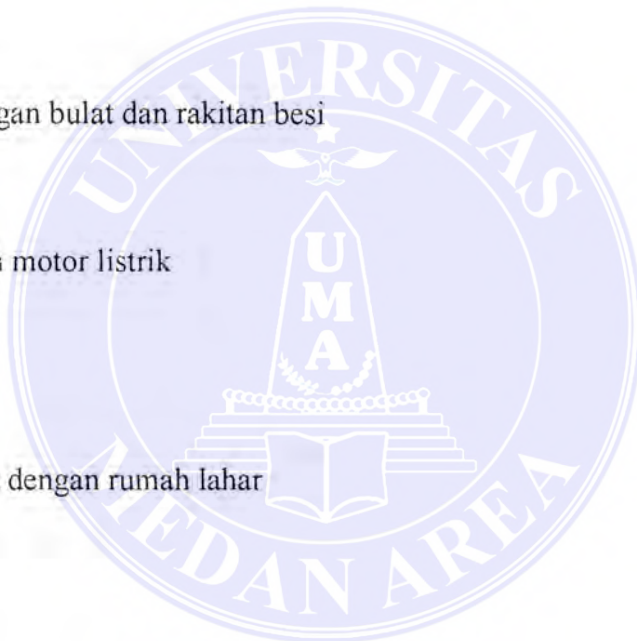 gan bulat dan rakitan besi
motor listrik
dengan rumah lahar
UNIVERSITAS
UMA
MEDAN AREA